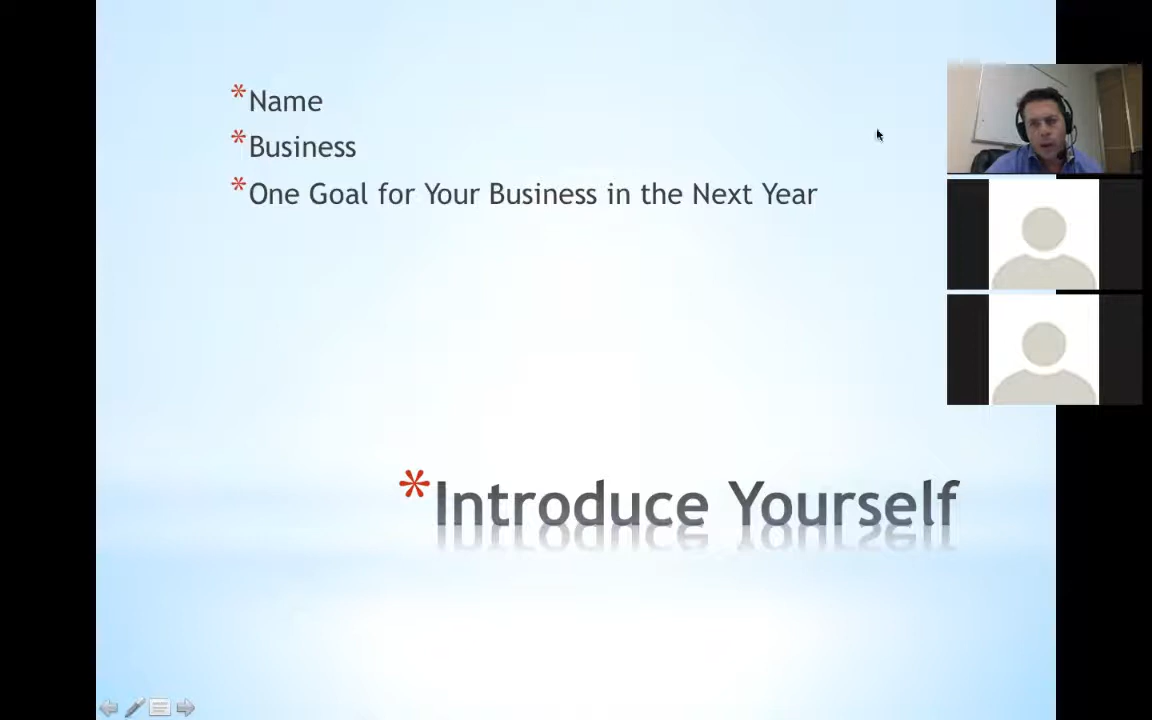 * Name
* Business
* One Goal for Your Business in the Next Year
* Introduce Yourself